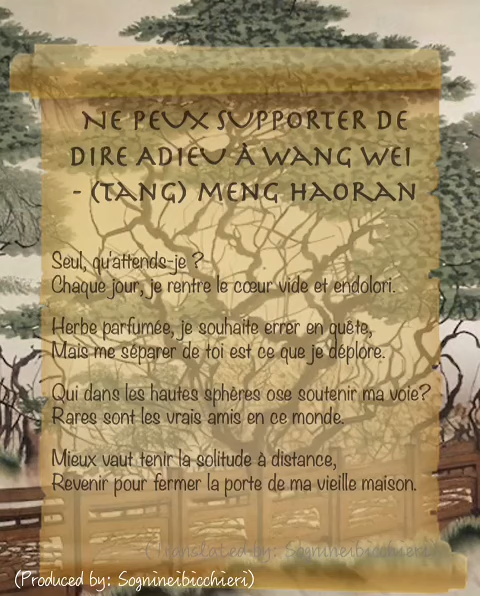 Ne peux supporter de
dire adieu à Wang Wei
- (Tang) Meng Haoran
Seul, qu'attends-je ?
Chaque jour, je rentre le cœur vide et endolori.
Herbe parfumée, je souhaite errer en quête,
Mais me séparer de toi est ce que je déplore.
Qui dans les hautes sphères ose soutenir ma voie?
Rares sont les vrais amis en ce monde.
Mieux vaut tenir la solitude à distance,
Revenir pour fermer la porte de ma vieille maison.
(Translated by: Sognineibicchieri)
(Produced by: Sognineibicchieri)